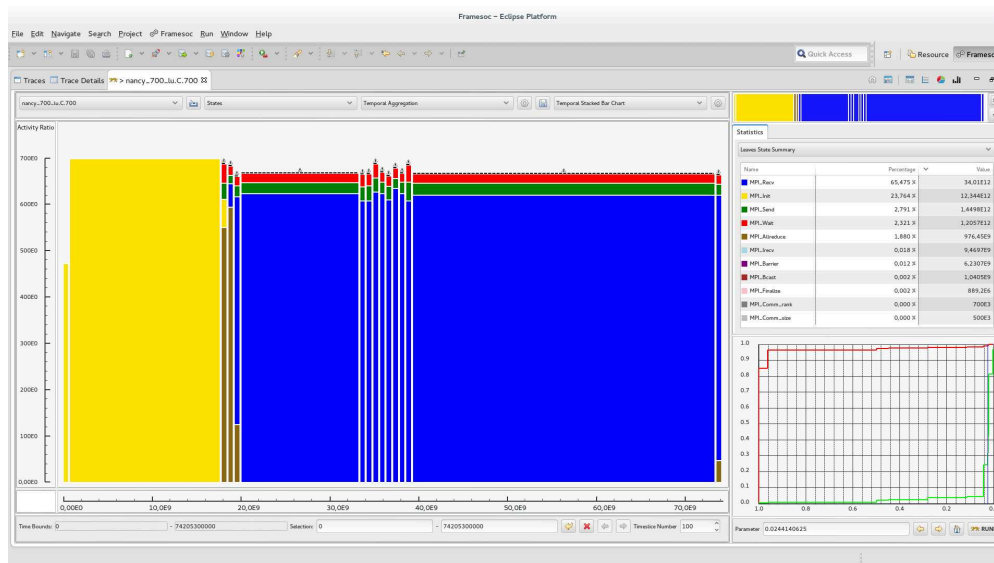 Framesoc – Eclipse Platform
File Edit Navigate Search Project Framesoc Run Window Help
Quick Access
Resource
Framesoc
Traces
Trace Details
> nancy_700_lu.C.700
nancy_700_lu.C.700
States
Temporal Aggregation
Temporal Stacked Bar Chart
Activity Ratio
700E0
600E0
500E0
400E0
300E0
200E0
100E0
0,00E0
0,00E0 10,0E9 20,0E9 30,0E9 40,0E9 50,0E9 60,0E9 70,0E9
Time Bounds: 0 - 74205300000 Selection: 0 - 74205300000 Timeslice Number 100
Statistics
Leaves State Summary
Name Percentage Value
MPI_Recv 65,475 % 34,01E12
MPI_Init 23,764 % 12,344E12
MPI_Send 2,791 % 1,4498E12
MPI_Wait 2,321 % 1,2057E12
MPI_Allreduce 1,880 % 976,45E9
MPI_Irecv 0,018 % 9,4697E9
MPI_Barrier 0,012 % 6,2307E9
MPI_Bcast 0,002 % 1,0405E9
MPI_Finalize 0,002 % 889,2E6
MPI_Comm_rank 0,000 % 700E3
MPI_Comm_size 0,000 % 500E3
1.0
0.9
0.8
0.7
0.6
0.5
0.4
0.3
0.2
0.1
0.0
1.0 0.8 0.6 0.4 0.2
Parameter 0.0244140625 RUN